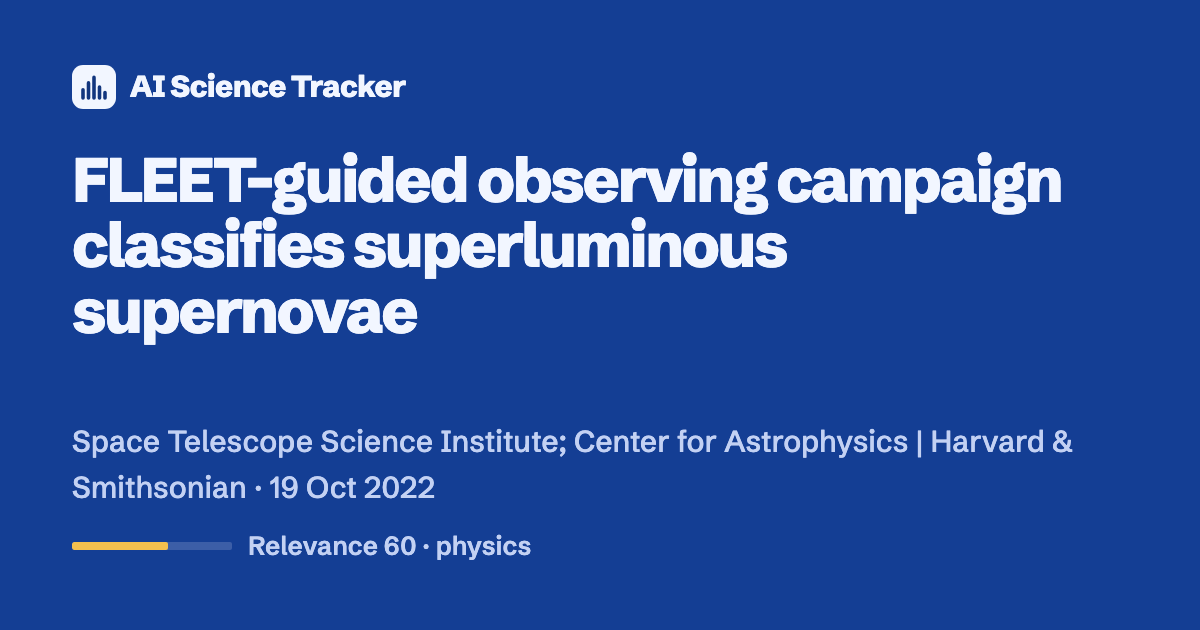 AI Science Tracker
FLEET-guided observing campaign
classifies superluminous
supernovae
Space Telescope Science Institute; Center for Astrophysics | Harvard &
Smithsonian · 19 Oct 2022
Relevance 60 · physics